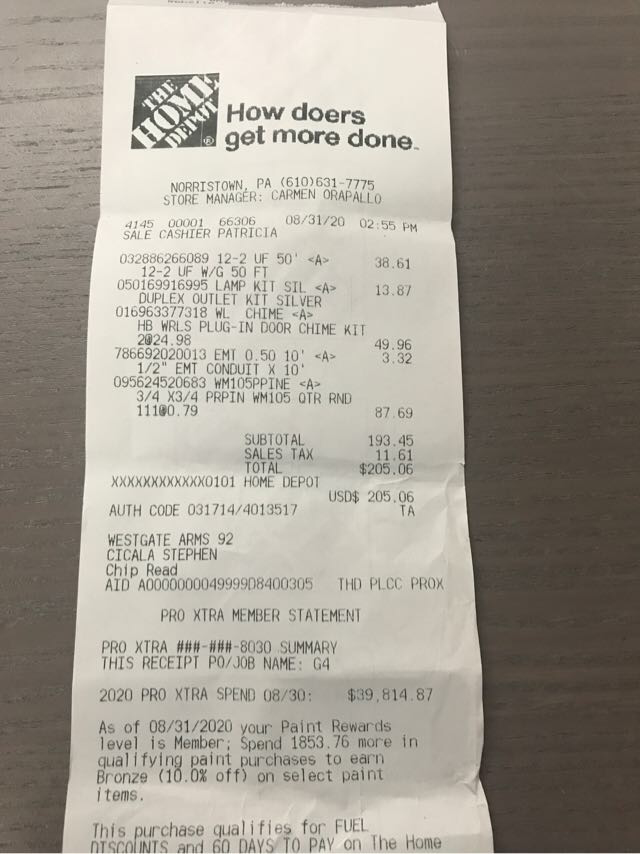 THE
HOME
DEPOT
®
How doers
get more done.
NORRISTOWN, PA (610)631-7775
STORE MANAGER: CARMEN ORAPALLO
4145 00001 66306 08/31/20 02:55 PM
SALE CASHIER PATRICIA
032886266089 12-2 UF 50' <A> 38.61
12-2 UF W/G 50 FT
050169916995 LAMP KIT SIL <A> 13.87
DUPLEX OUTLET KIT SILVER
016963377318 WL CHIME <A>
HB WRLS PLUG-IN DOOR CHIME KIT
2@24.98 49.96
786692020013 EMT 0.50 10' <A> 3.32
1/2" EMT CONDUIT X 10'
095624520683 WM105PPINE <A>
3/4 X3/4 PRPIN WM105 QTR RND
111@0.79 87.69
SUBTOTAL 193.45
SALES TAX 11.61
TOTAL $205.06
XXXXXXXXXXXX0101 HOME DEPOT
USD$ 205.06
AUTH CODE 031714/4013517 TA
WESTGATE ARMS 92
CICALA STEPHEN
Chip Read
AID A0000000049999D8400305 THD PLCC PROX
PRO XTRA MEMBER STATEMENT
PRO XTRA ###-###-8030 SUMMARY
THIS RECEIPT PO/JOB NAME: G4
2020 PRO XTRA SPEND 08/30: $39,814.87
As of 08/31/2020 your Paint Rewards
level is Member; Spend 1853.76 more in
qualifying paint purchases to earn
Bronze (10.0% off) on select paint
items.
This purchase qualifies for FUEL
DISCOUNTS and 60 DAYS TO PAY on The Home